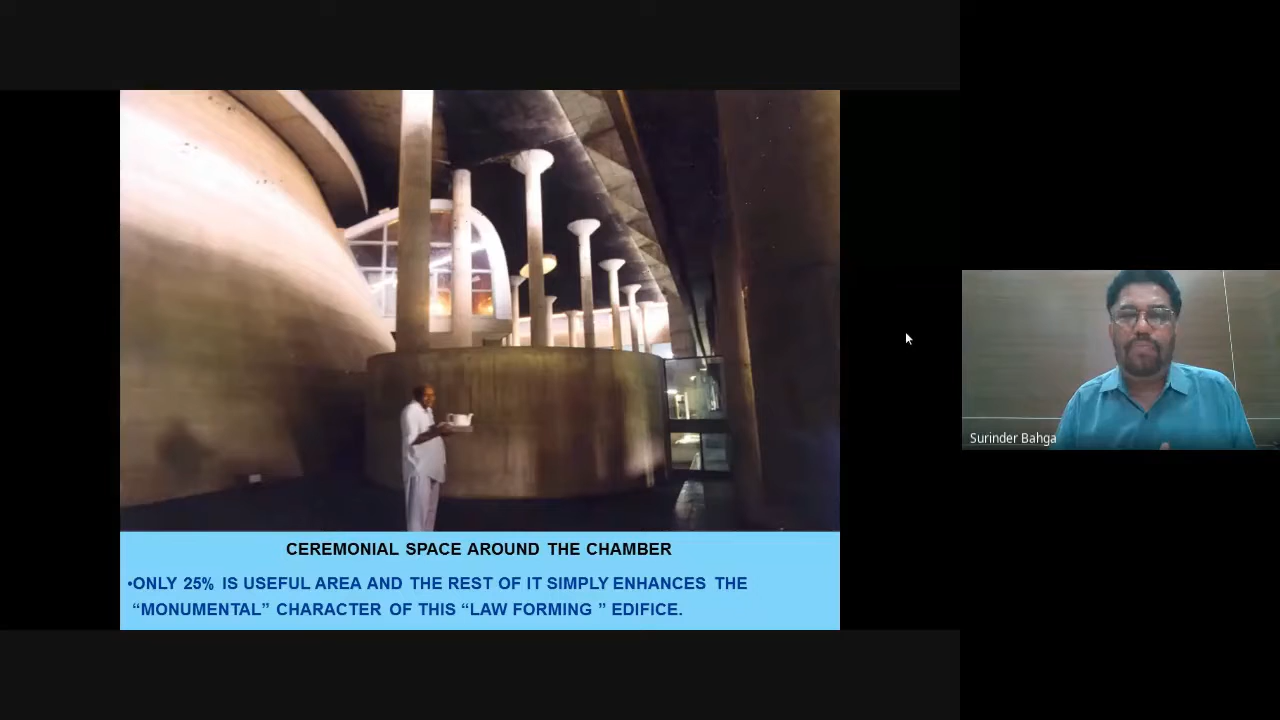 CEREMONIAL SPACE AROUND THE CHAMBER
•ONLY 25% IS USEFUL AREA AND THE REST OF IT SIMPLY ENHANCES THE
“MONUMENTAL” CHARACTER OF THIS “LAW FORMING ” EDIFICE.
Surinder Bahga